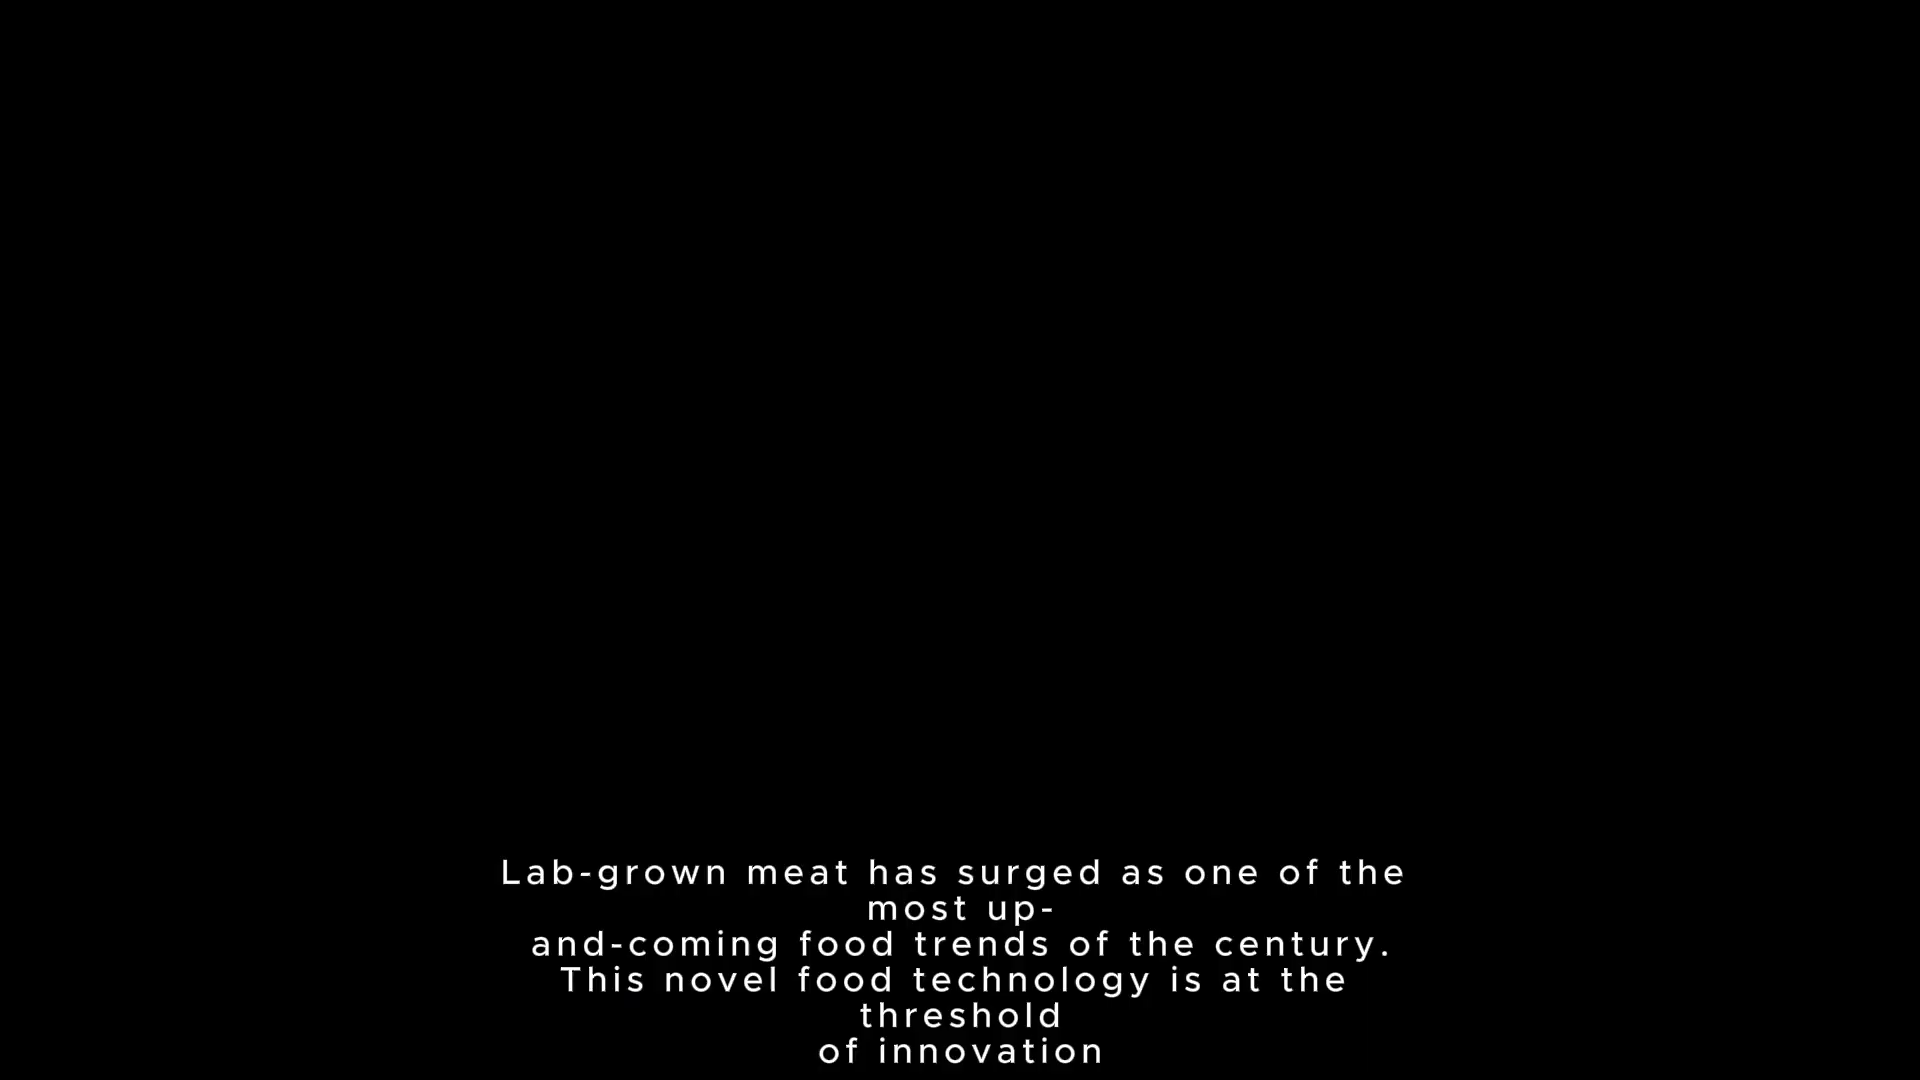 Lab-grown meat has surged as one of the
most up-
and-coming food trends of the century.
This novel food technology is at the
threshold
of innovation